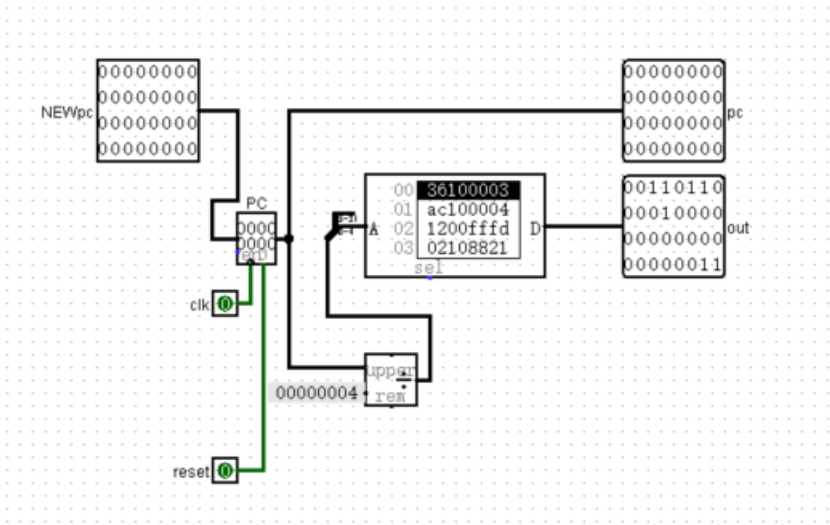 NEWpc
00000000
00000000
00000000
00000000
00000000
00000000
00000000
00000000
pc
PC
0000
0000
en
00 36100003
01 ac100004
02 1200fffd
03 02108821
A
D
sel
00110110
00010000
00000000
00000011
out
clk
0
upper
÷
rem
00000004
reset
0